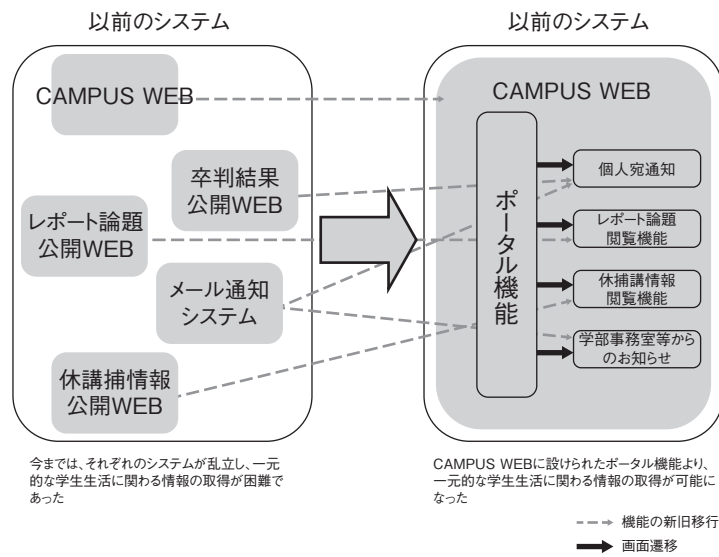 以前のシステム
CAMPUS WEB
卒判結果
公開WEB
レポート論題
公開WEB
メール通知
システム
休講捕情報
公開WEB
今までは、それぞれのシステムが乱立し、一元
的な学生生活に関わる情報の取得が困難で
あった
以前のシステム
CAMPUS WEB
ポータル機能
個人宛通知
レポート論題
閲覧機能
休捕講情報
閲覧機能
学部事務室等から
のお知らせ
CAMPUS WEBに設けられたポータル機能より、
一元的な学生生活に関わる情報の取得が可能に
なった
機能の新旧移行
画面遷移